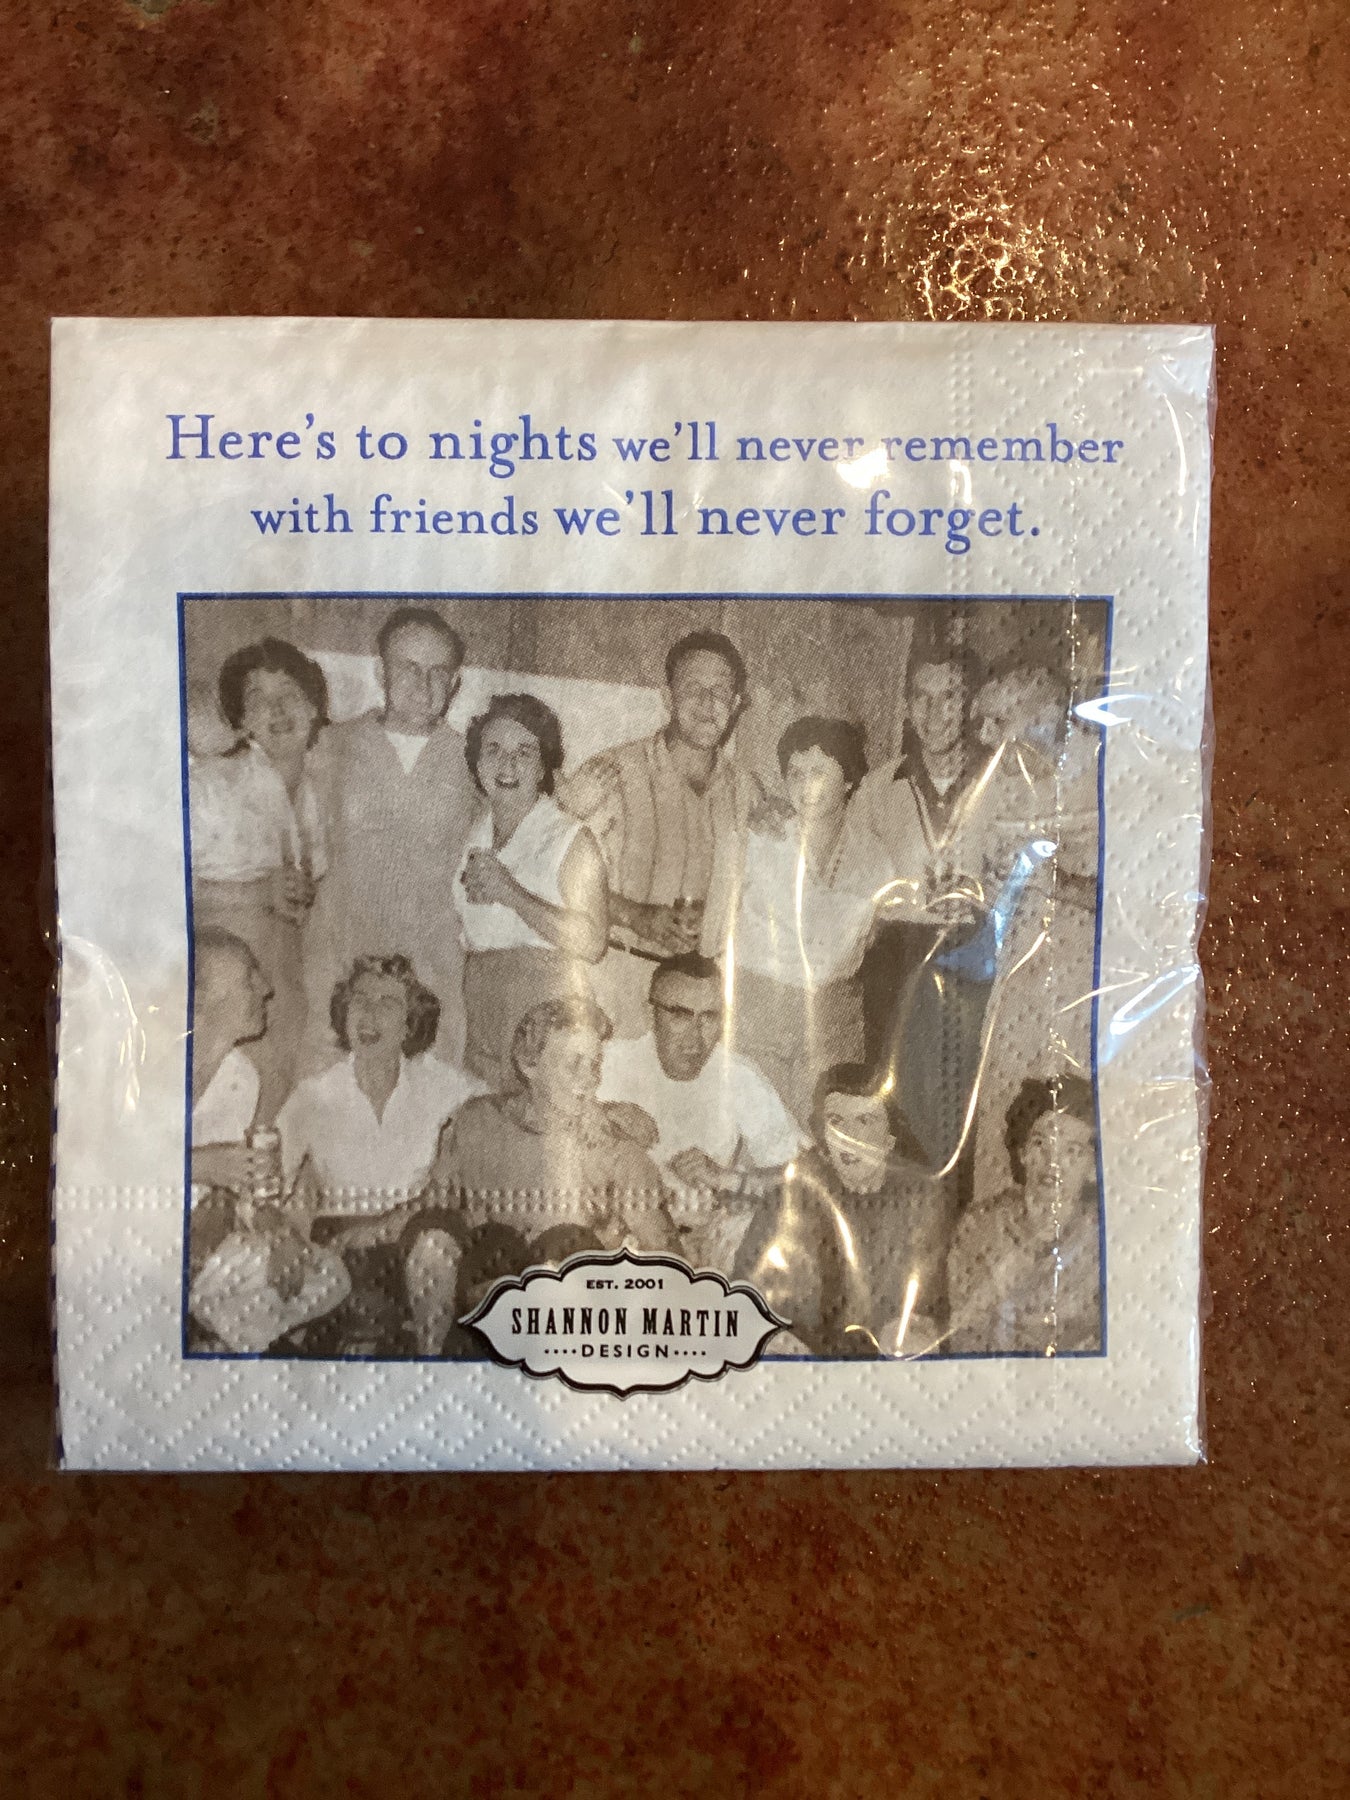 Here's to nights we'll never remember
with friends we'll never forget.
EST. 2001
SHANNON MARTIN
····DESIGN····